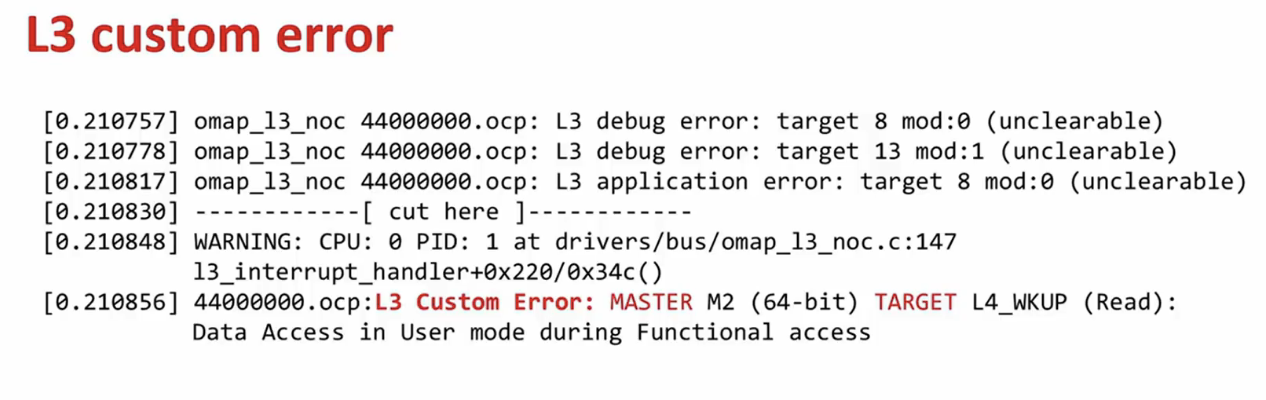 L3 custom error
[0.210757] omap_l3_noc 44000000.ocp: L3 debug error: target 8 mod:0 (unclearable)
[0.210778] omap_l3_noc 44000000.ocp: L3 debug error: target 13 mod:1 (unclearable)
[0.210817] omap_l3_noc 44000000.ocp: L3 application error: target 8 mod:0 (unclearable)
[0.210830] ------------[ cut here ]------------
[0.210848] WARNING: CPU: 0 PID: 1 at drivers/bus/omap_l3_noc.c:147
l3_interrupt_handler+0x220/0x34c()
[0.210856] 44000000.ocp:L3 Custom Error: MASTER M2 (64-bit) TARGET L4_WKUP (Read):
Data Access in User mode during Functional access